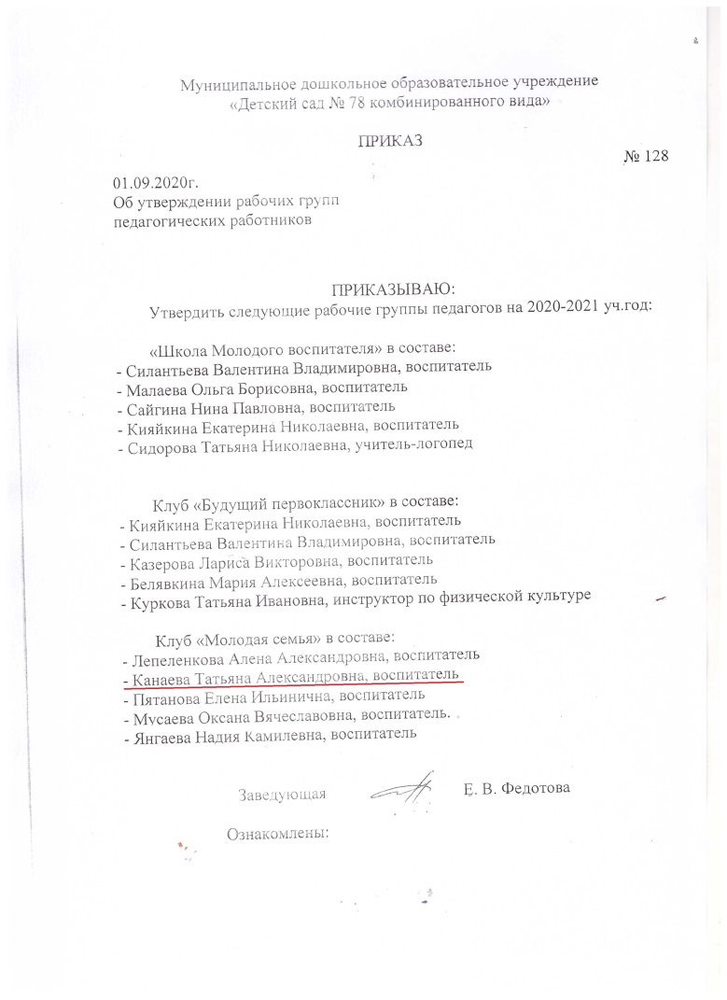 Муниципальное дошкольное образовательное учреждение
«Детский сад № 78 комбинированного вида»
ПРИКАЗ
№ 128
01.09.2020г.
Об утверждении рабочих групп
педагогических работников
ПРИКАЗЫВАЮ:
Утвердить следующие рабочие группы педагогов на 2020-2021 уч.год:
«Школа Молодого воспитателя» в составе:
- Силантьева Валентина Владимировна, воспитатель
- Малаева Ольга Борисовна, воспитатель
- Сайгина Нина Павловна, воспитатель
- Кияйкина Екатерина Николаевна, воспитатель
- Сидорова Татьяна Николаевна, учитель-логопед
Клуб «Будущий первоклассник» в составе:
- Кияйкина Екатерина Николаевна, воспитатель
- Силантьева Валентина Владимировна, воспитатель
- Казерова Лариса Викторовна, воспитатель
- Белявкина Мария Алексеевна, воспитатель
- Куркова Татьяна Ивановна, инструктор по физической культуре
Клуб «Молодая семья» в составе:
- Лепеленкова Алена Александровна, воспитатель
- Канаева Татьяна Александровна, воспитатель
- Пятанова Елена Ильинична, воспитатель
- Мусаева Оксана Вячеславовна, воспитатель.
- Янгаева Надия Камилевна, воспитатель
Заведующая Е. В. Федотова
Ознакомлены: